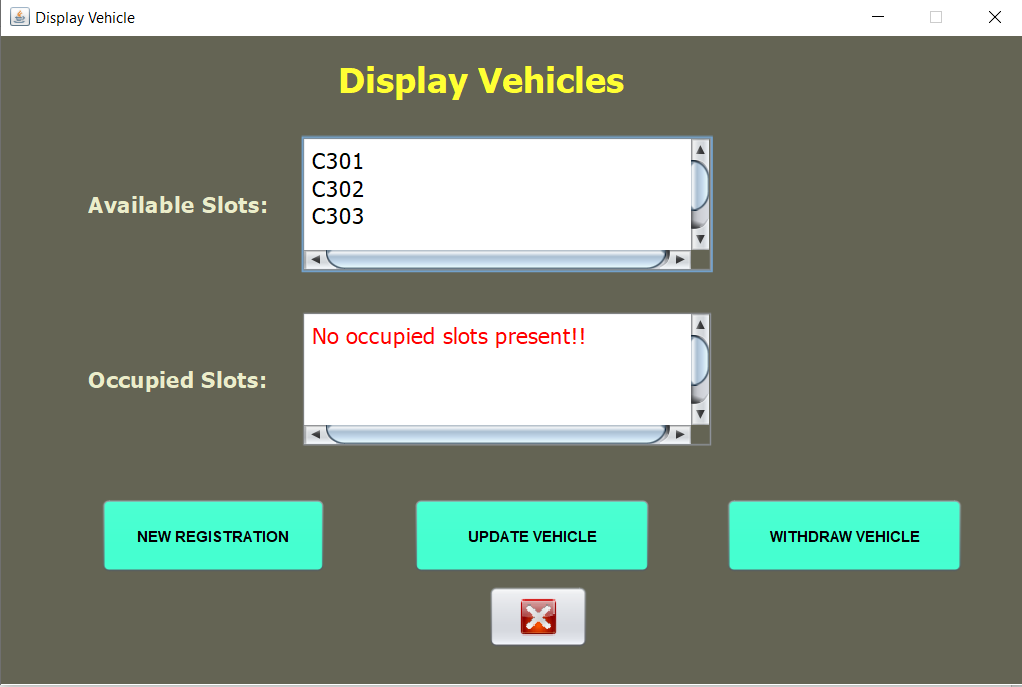 Display Vehicle
Display Vehicles
Available Slots:
C301
C302
C303
Occupied Slots:
No occupied slots present!!
NEW REGISTRATION
UPDATE VEHICLE
WITHDRAW VEHICLE